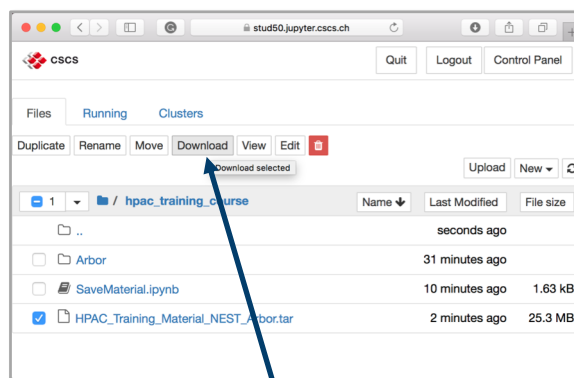 stud50.jupyter.cscs.ch
cscs
Quit Logout Control Panel
Files Running Clusters
Duplicate Rename Move Download View Edit
Download selected
Upload New
1 / hpac_training_course Name Last Modified File size
.. seconds ago
Arbor 31 minutes ago
SaveMaterial.ipynb 10 minutes ago 1.63 kB
HPAC_Training_Material_NEST_Arbor.tar 2 minutes ago 25.3 MB